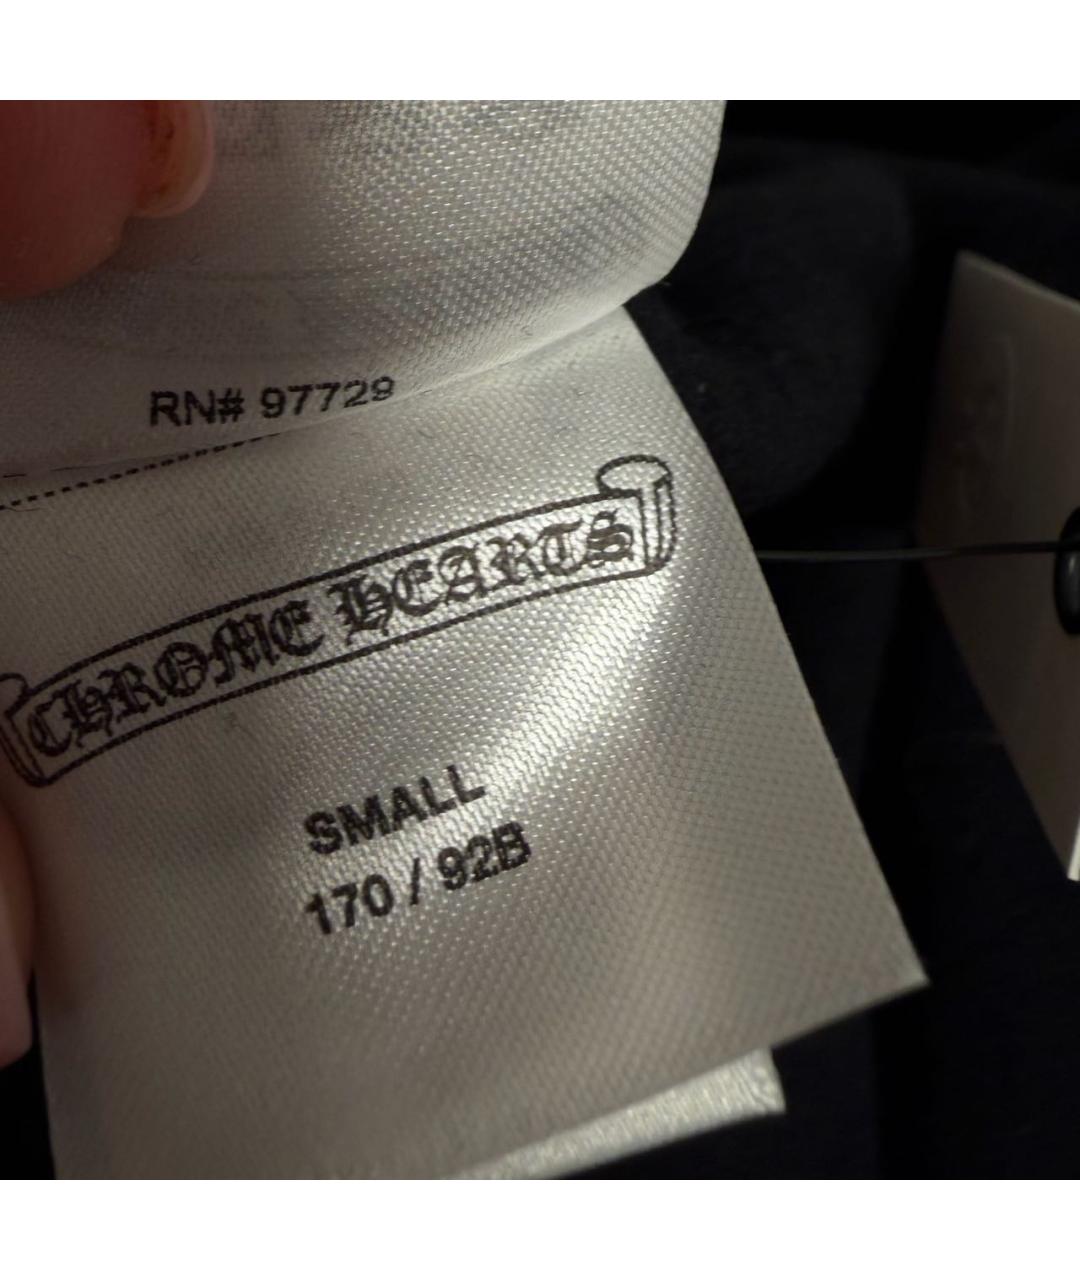 RN# 97729
CHROME HEARTS
SMALL
170 / 92B